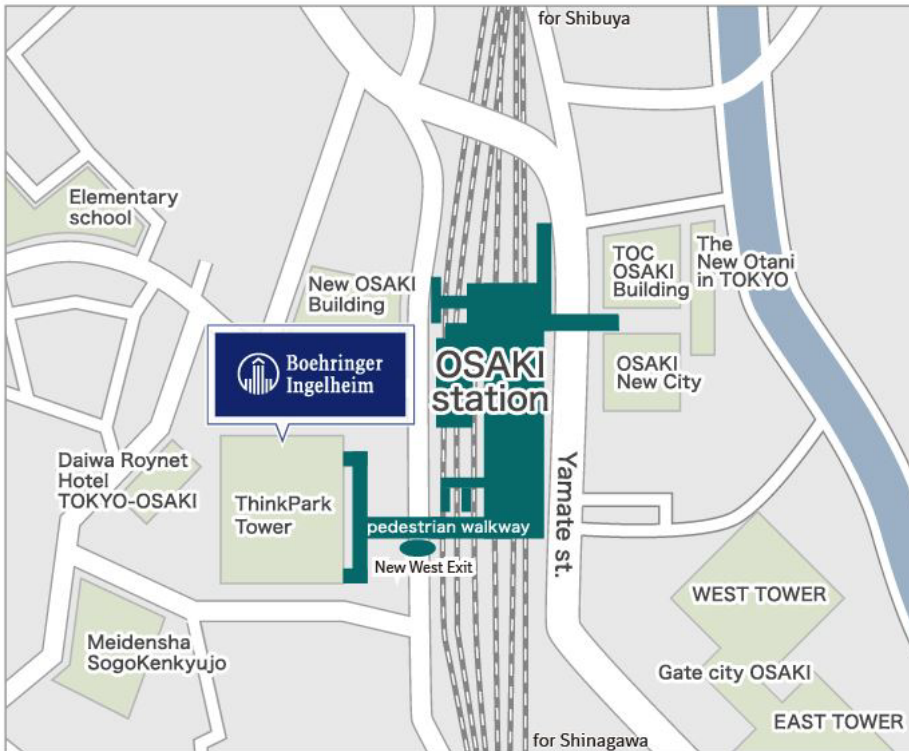 for Shibuya
Elementary
school
New OSAKI
Building
TOC
OSAKI
Building
The
New Otani
in TOKYO
Boehringer
Ingelheim
OSAKI
station
OSAKI
New City
Daiwa Roynet
Hotel
TOKYO-OSAKI
ThinkPark
Tower
pedestrian walkway
New West Exit
Yamate st.
WEST TOWER
Meidensha
SogoKenkyujo
Gate city OSAKI
EAST TOWER
for Shinagawa